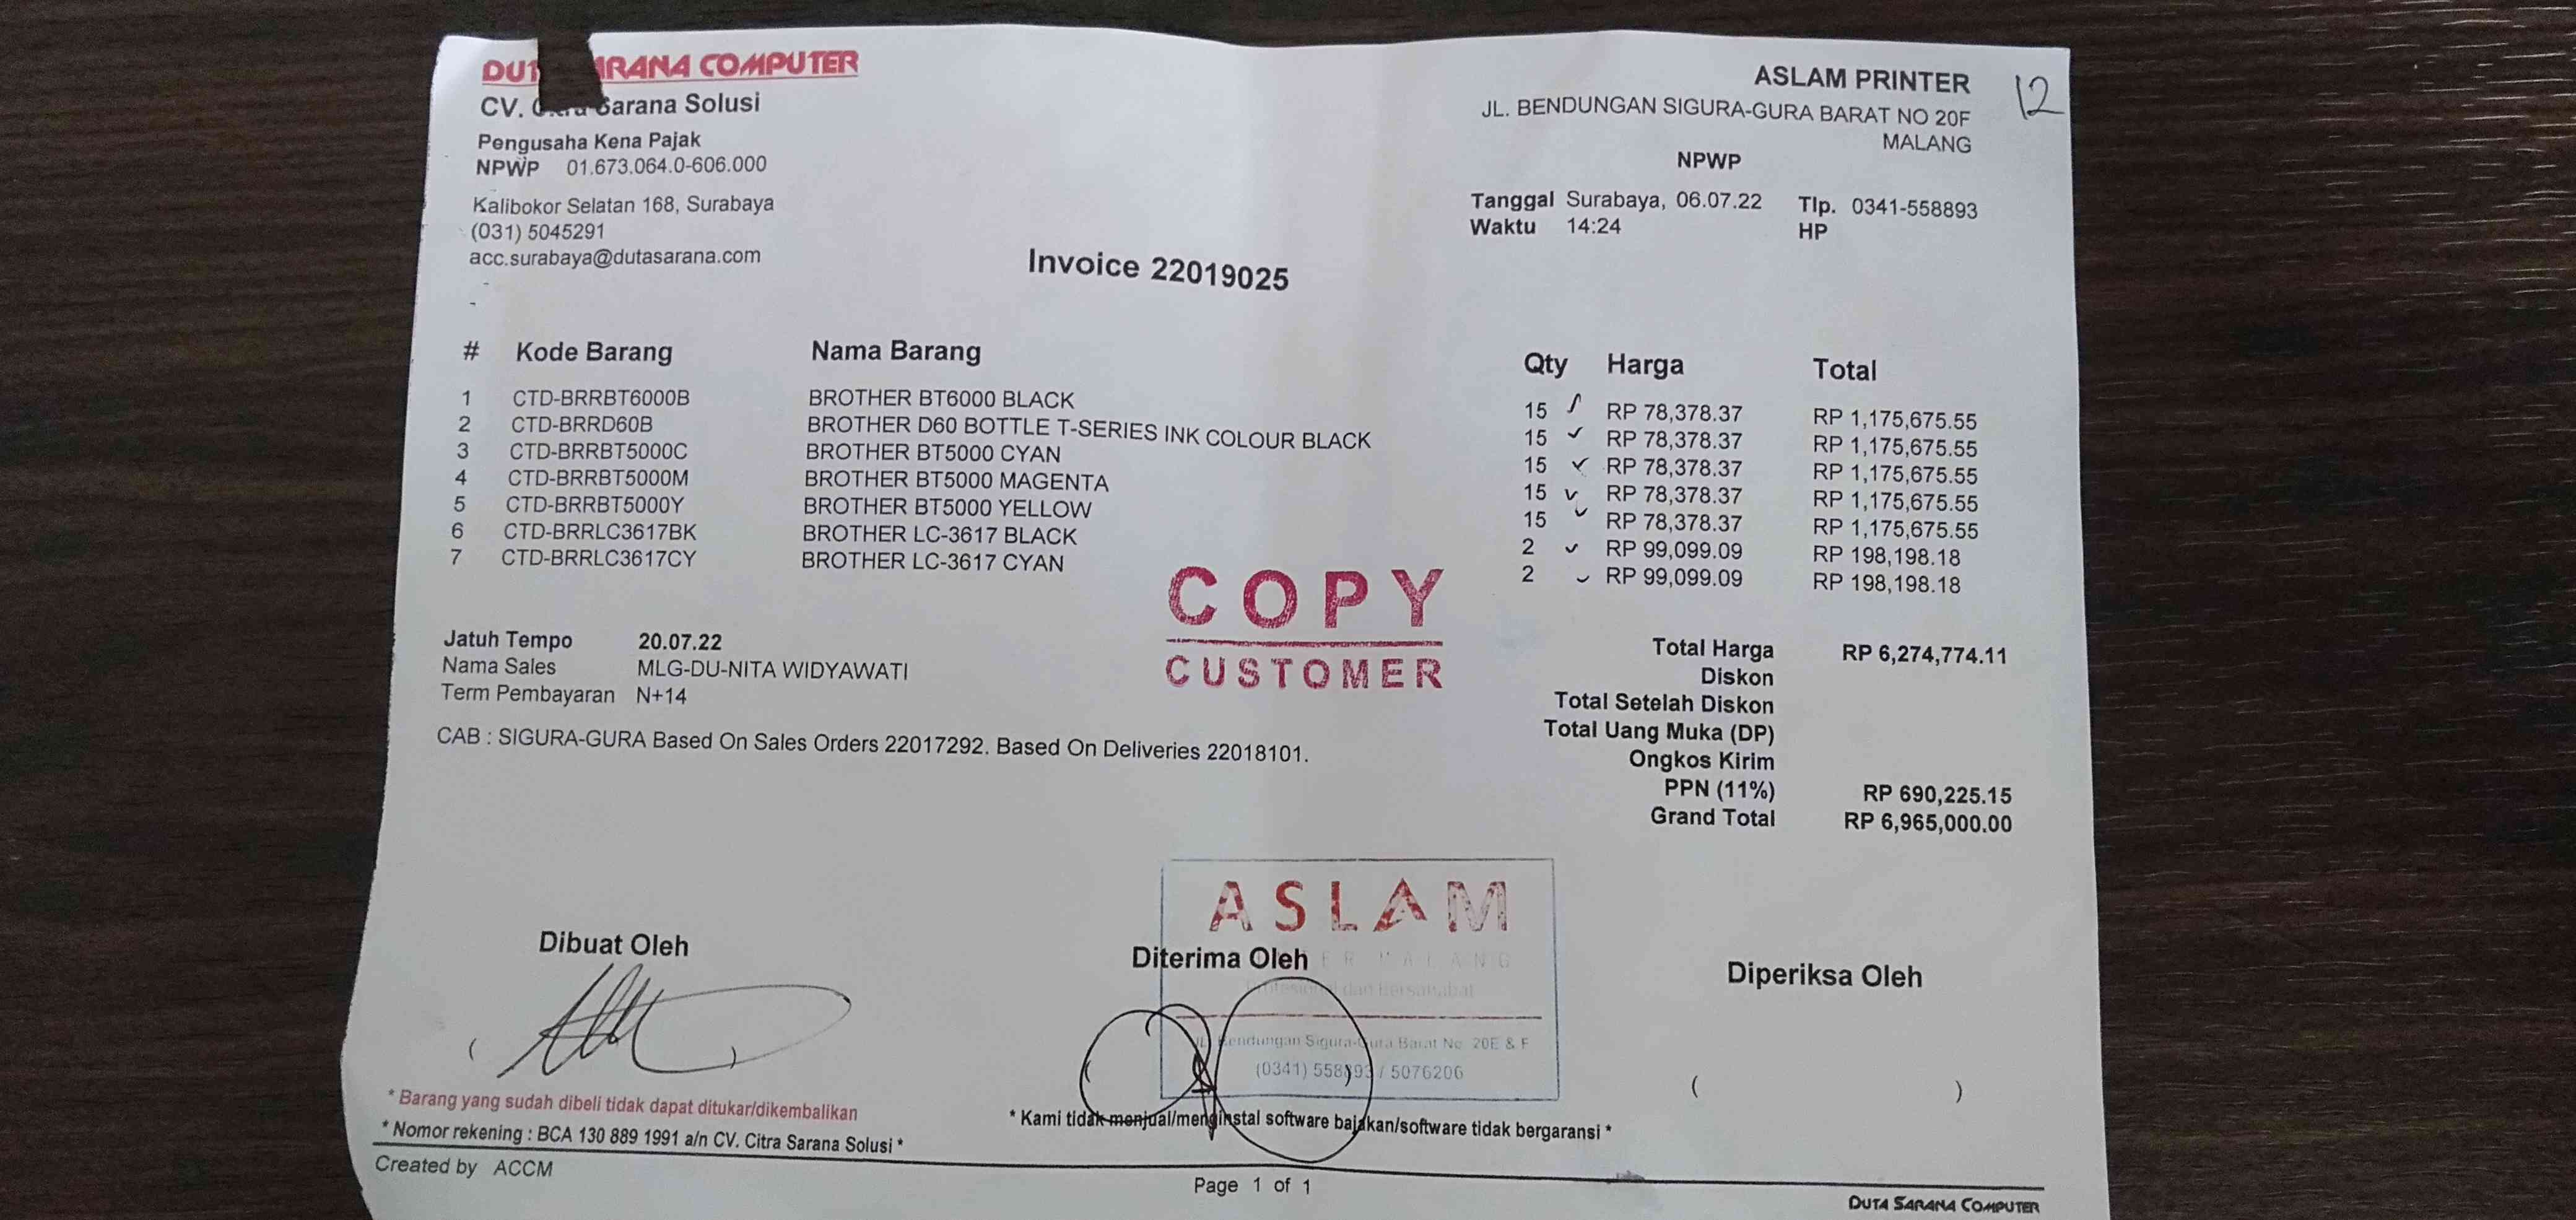 DUT ARANA COMPUTER
CV. Citra Sarana Solusi
Pengusaha Kena Pajak
NPWP 01.673.064.0-606.000
Kalibokor Selatan 168, Surabaya
(031) 5045291
acc.surabaya@dutasarana.com
ASLAM PRINTER
12
JL. BENDUNGAN SIGURA-GURA BARAT NO 20F
MALANG
NPWP
Tanggal Surabaya, 06.07.22 Tlp. 0341-558893
Waktu 14:24 HP
Invoice 22019025
# Kode Barang Nama Barang Qty Harga Total
1 CTD-BRRBT6000B BROTHER BT6000 BLACK 15 RP 78,378.37 RP 1,175,675.55
2 CTD-BRRD60B BROTHER D60 BOTTLE T-SERIES INK COLOUR BLACK 15 RP 78,378.37 RP 1,175,675.55
3 CTD-BRRBT5000C BROTHER BT5000 CYAN 15 RP 78,378.37 RP 1,175,675.55
4 CTD-BRRBT5000M BROTHER BT5000 MAGENTA 15 RP 78,378.37 RP 1,175,675.55
5 CTD-BRRBT5000Y BROTHER BT5000 YELLOW 15 RP 78,378.37 RP 1,175,675.55
6 CTD-BRRLC3617BK BROTHER LC-3617 BLACK 2 RP 99,099.09 RP 198,198.18
7 CTD-BRRLC3617CY BROTHER LC-3617 CYAN 2 RP 99,099.09 RP 198,198.18
COPY
CUSTOMER
Jatuh Tempo 20.07.22
Nama Sales MLG-DU-NITA WIDYAWATI
Term Pembayaran N+14
CAB : SIGURA-GURA Based On Sales Orders 22017292. Based On Deliveries 22018101.
Total Harga RP 6,274,774.11
Diskon
Total Setelah Diskon
Total Uang Muka (DP)
Ongkos Kirim
PPN (11%) RP 690,225.15
Grand Total RP 6,965,000.00
Dibuat Oleh
Diterima Oleh
Diperiksa Oleh
ASLAM
MALANG
dan Bersahabat
Bendungan Sigura-Gura Barat No. 20E & F
(0341) 558893 / 5076206
( )
( )
( )
* Barang yang sudah dibeli tidak dapat ditukar/dikembalikan
* Nomor rekening : BCA 130 889 1991 a/n CV. Citra Sarana Solusi *
* Kami tidak menjual/menginstal software bajakan/software tidak bergaransi *
Created by ACCM
Page 1 of 1
DUTA SARANA COMPUTER